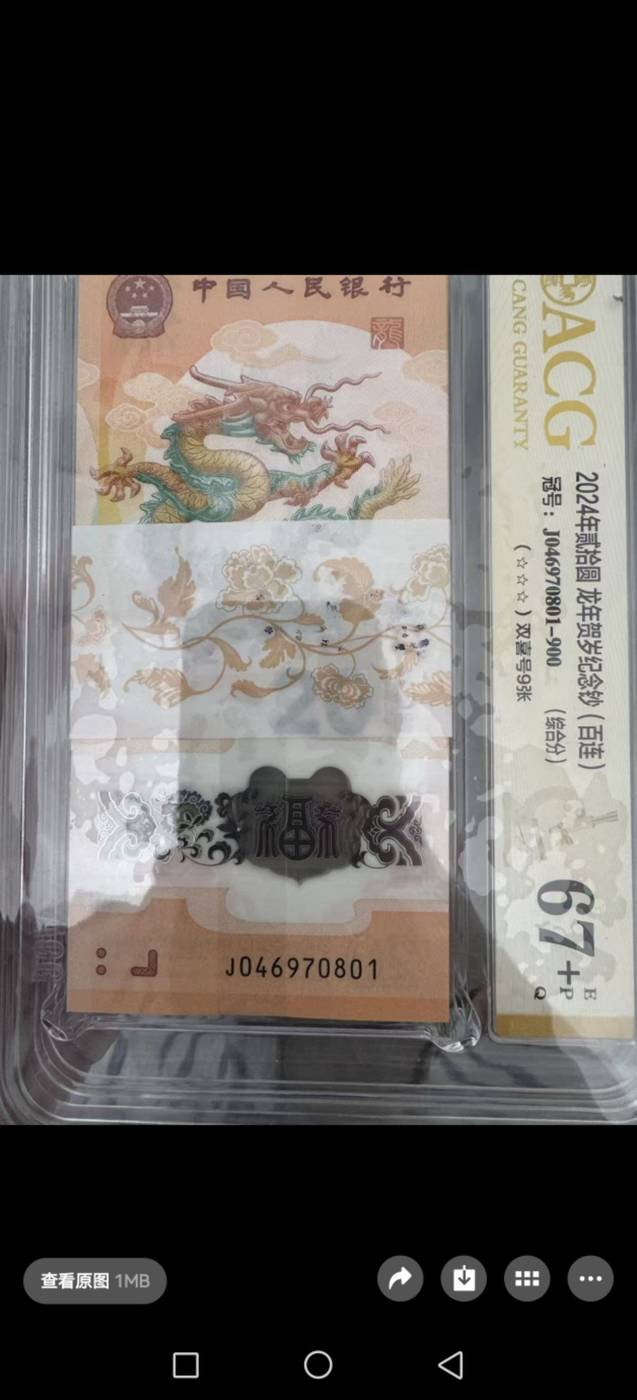 中国人民银行
龍
福
J046970801
ACG
CANG GUARANTY
2024年贰拾圆 龙年贺岁纪念钞（百连）
冠号：J046970801-900
（综合分）
（☆☆☆）双喜号9张
67+
E
P
Q
查看原图 1MB